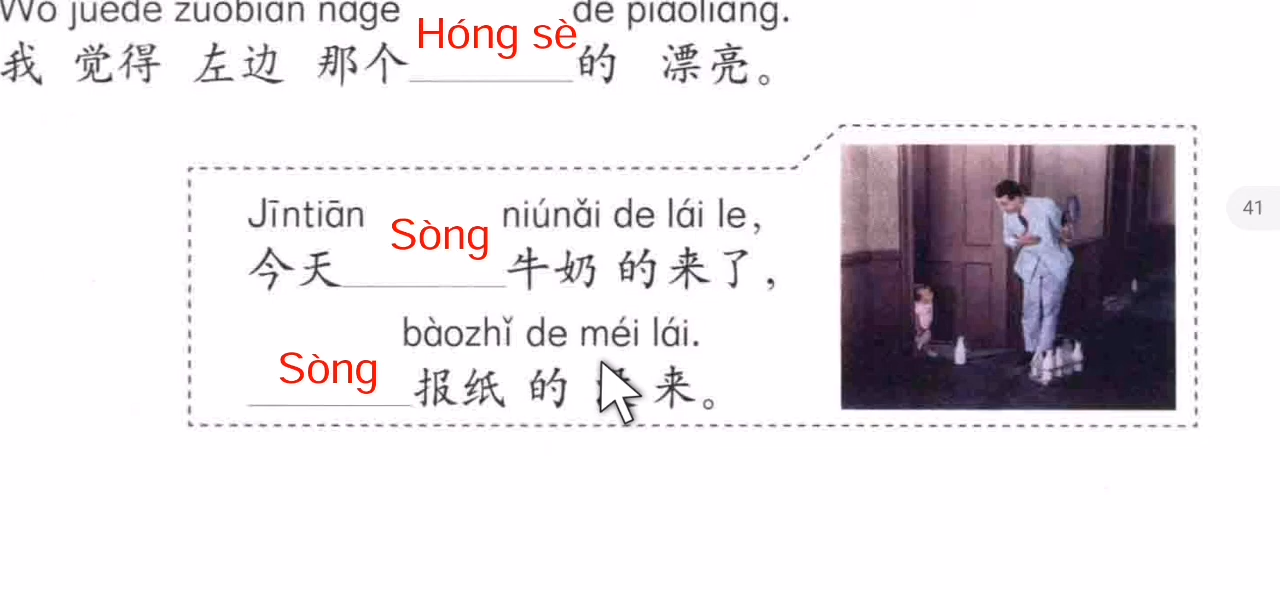 Wǒ juéde zuǒbian nàge Hóng sè de piàoliang.
我 觉得 左边 那个 的 漂亮。
Jīntiān Sòng niúnǎi de lái le,
今天 牛奶 的 来了,
41
Sòng bàozhǐ de méi lái.
报纸 的 来。